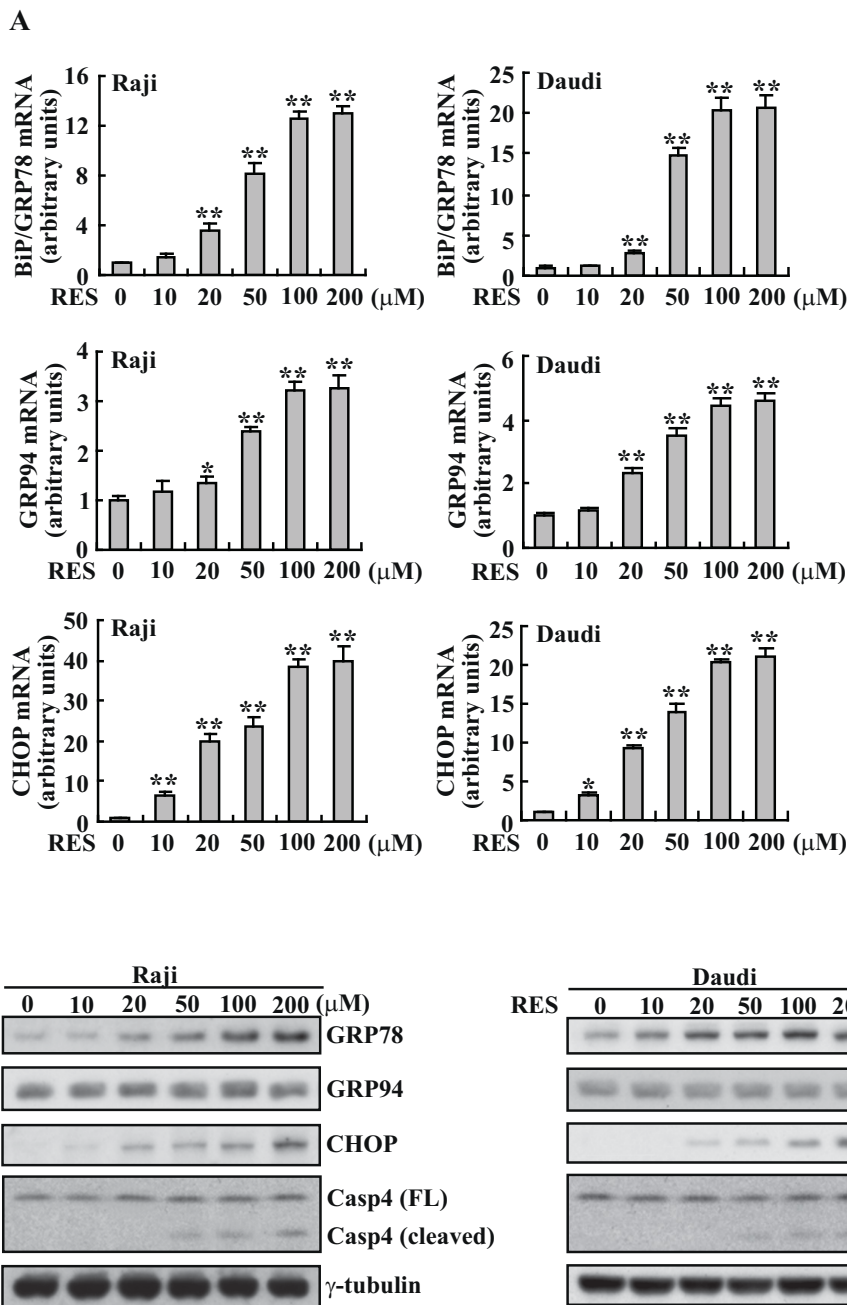 A
BiP/GRP78 mRNA
(arbitrary units)
Raji
16
12
8
4
0
** ** ** **
RES 0 10 20 50 100 200 (μM)
BiP/GRP78 mRNA
(arbitrary units)
Daudi
25
20
15
10
5
0
** ** ** **
RES 0 10 20 50 100 200 (μM)
GRP94 mRNA
(arbitrary units)
Raji
4
3
2
1
0
* ** ** **
RES 0 10 20 50 100 200 (μM)
GRP94 mRNA
(arbitrary units)
Daudi
6
4
2
0
** ** ** **
RES 0 10 20 50 100 200 (μM)
CHOP mRNA
(arbitrary units)
Raji
50
40
30
20
10
0
** ** ** ** **
RES 0 10 20 50 100 200 (μM)
CHOP mRNA
(arbitrary units)
Daudi
25
20
15
10
5
0
* ** ** ** **
RES 0 10 20 50 100 200 (μM)
Raji
0 10 20 50 100 200 (μM)
GRP78
GRP94
CHOP
Casp4 (FL)
Casp4 (cleaved)
γ-tubulin
Daudi
RES 0 10 20 50 100